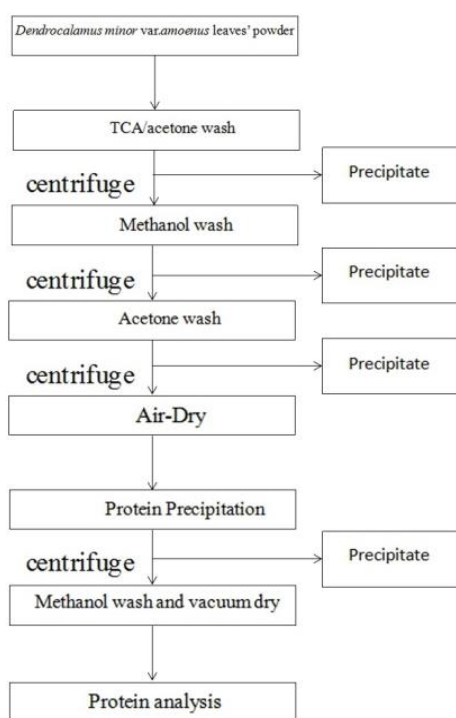 Dendrocalamus minor var.amoenus leaves' powder
TCA/acetone wash
centrifuge
Precipitate
Methanol wash
centrifuge
Precipitate
Acetone wash
centrifuge
Precipitate
Air-Dry
Protein Precipitation
centrifuge
Precipitate
Methanol wash and vacuum dry
Protein analysis